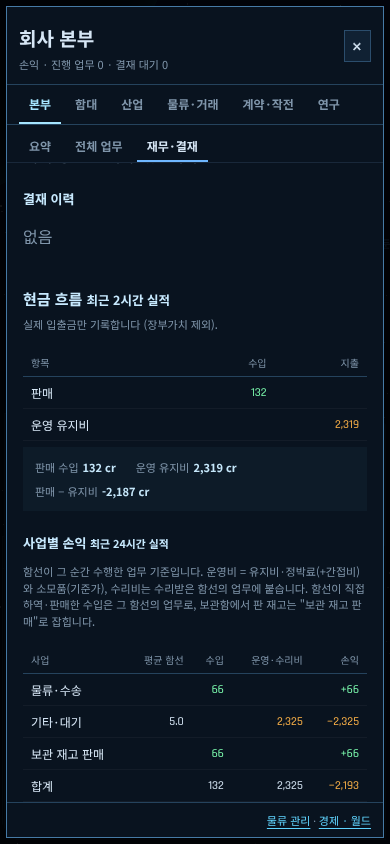 회사 본부
×
손익 · 진행 업무 0 · 결재 대기 0
본부 함대 산업 물류·거래 계약·작전 연구
요약 전체 업무 재무·결재
결재 이력
없음
현금 흐름 최근 2시간 실적
실제 입출금만 기록합니다 (장부가치 제외).
항목 수입 지출
판매 132
운영 유지비 2,319
판매 수입 132 cr 운영 유지비 2,319 cr
판매 − 유지비 -2,187 cr
사업별 손익 최근 24시간 실적
함선이 그 순간 수행한 업무 기준입니다. 운영비 = 유지비·정박료(+간접비)
와 소모품(기준가), 수리비는 수리받은 함선의 업무에 붙습니다. 함선이 직접
하역·판매한 수입은 그 함선의 업무로, 보관함에서 판 재고는 "보관 재고 판
매"로 잡힙니다.
사업 평균 함선 수입 운영·수리비 손익
물류·수송 66 +66
기타·대기 5.0 2,325 −2,325
보관 재고 판매 66 +66
합계 132 2,325 −2,193
물류 관리 · 경제 · 월드